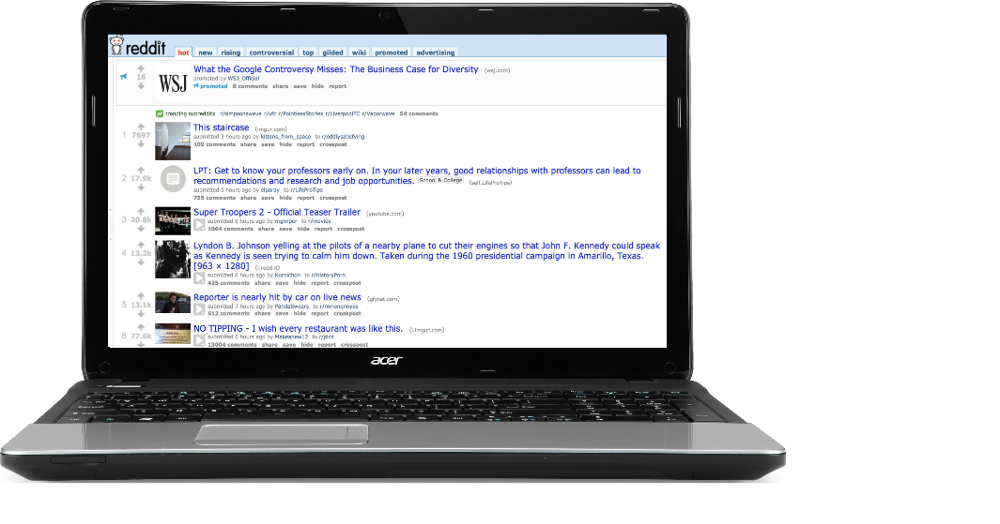 reddit hot new rising controversial top gilded wiki promoted advertising
What the Google Controversy Misses: The Business Case for Diversity (wsj.com)
16
WSJ
promoted by WSJ_Official
promoted 8 comments share save hide report
trending subreddits r/simpsonswave r/ufc r/PointlessStories r/LiverpoolFC r/Vaporwave 54 comments
This staircase (imgur.com)
1 7697
submitted 3 hours ago by kittens_from_space to r/oddlysatisfying
109 comments share save hide report crosspost
LPT: Get to know your professors early on. In your later years, good relationships with professors can lead to
2 17.9k
recommendations and research and job opportunities. School & College (self.LifeProTips)
submitted 5 hours ago by elparay to r/LifeProTips
755 comments share save hide report crosspost
Super Troopers 2 - Official Teaser Trailer (youtube.com)
3 20.8k
submitted 6 hours ago by mglviper to r/movies
1064 comments share save hide report crosspost
Lyndon B. Johnson yelling at the pilots of a nearby plane to cut their engines so that John F. Kennedy could speak
4 13.2k
as Kennedy is seen trying to calm him down. Taken during the 1960 presidential campaign in Amarillo, Texas.
[963 × 1280] (i.redd.it)
submitted 6 hours ago by Kornichon to r/HistoryPorn
425 comments share save hide report crosspost
Reporter is nearly hit by car on live news (gfycat.com)
5 13.1k
submitted 7 hours ago by PandaSwears to r/nononononoyes
512 comments share save hide report crosspost
NO TIPPING - I wish every restaurant was like this. (i.imgur.com)
6 77.6k
submitted 6 hours ago by Makeanew12 to r/pics
13004 comments share save hide report crosspost
acer